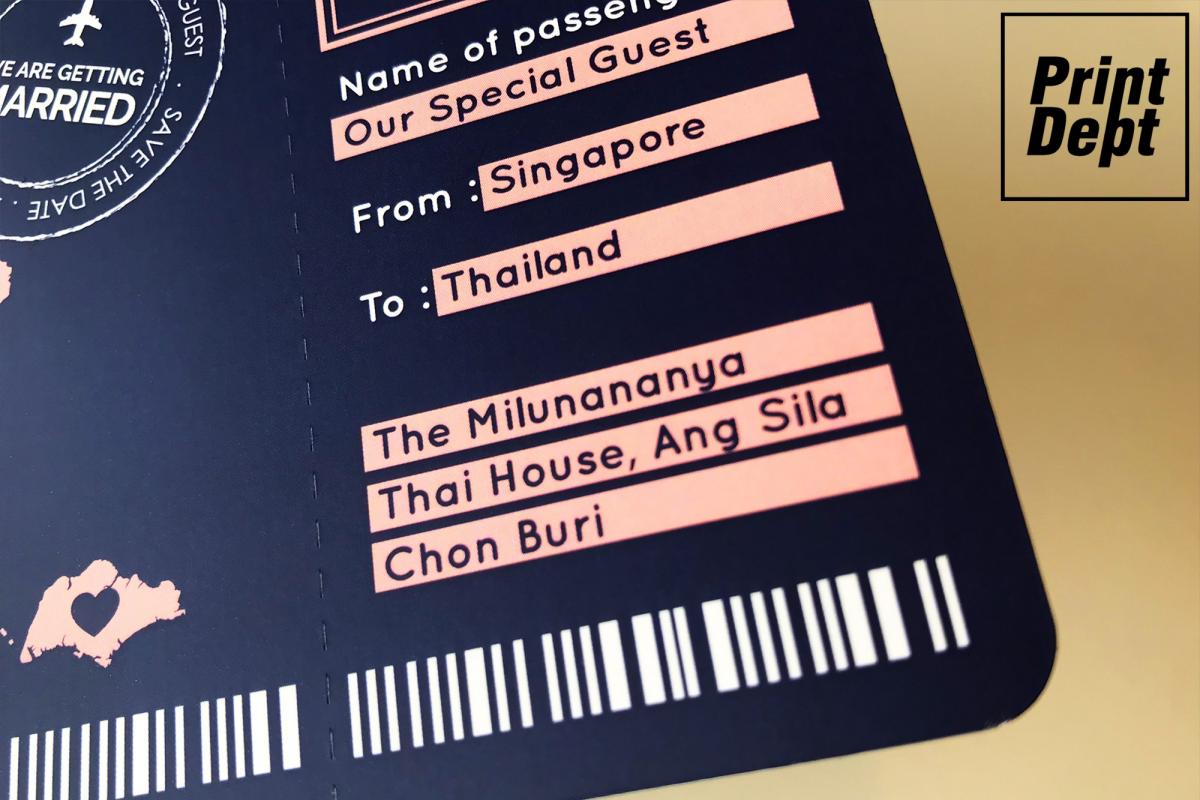 GUEST · SAVE THE DATE ·
WE ARE GETTING
MARRIED
Name of
Our Special Guest
From : Singapore
To : Thailand
The Milunananya
Thai House, Ang Sila
Chon Buri
Print
Dept